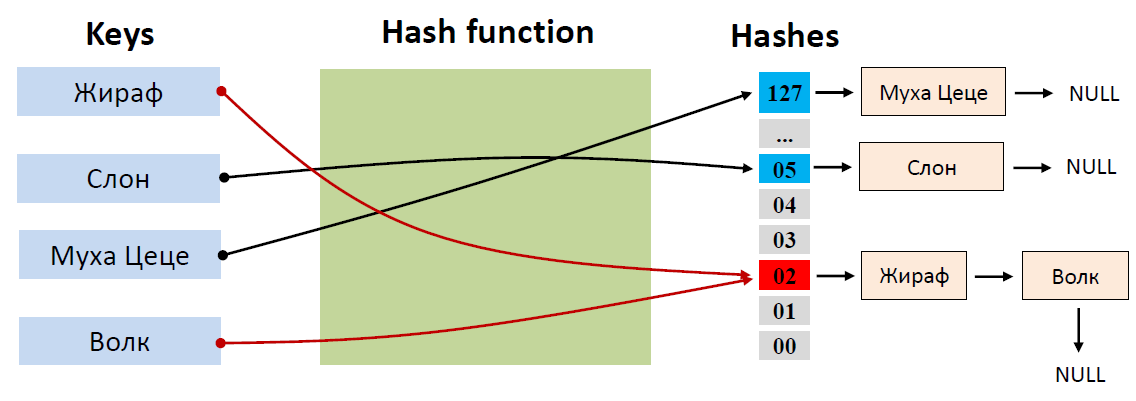 Keys
Hash function
Hashes
Жираф
Слон
Муха Цеце
Волк
127
...
05
04
03
02
01
00
Муха Цеце
NULL
Слон
NULL
Жираф
Волк
NULL